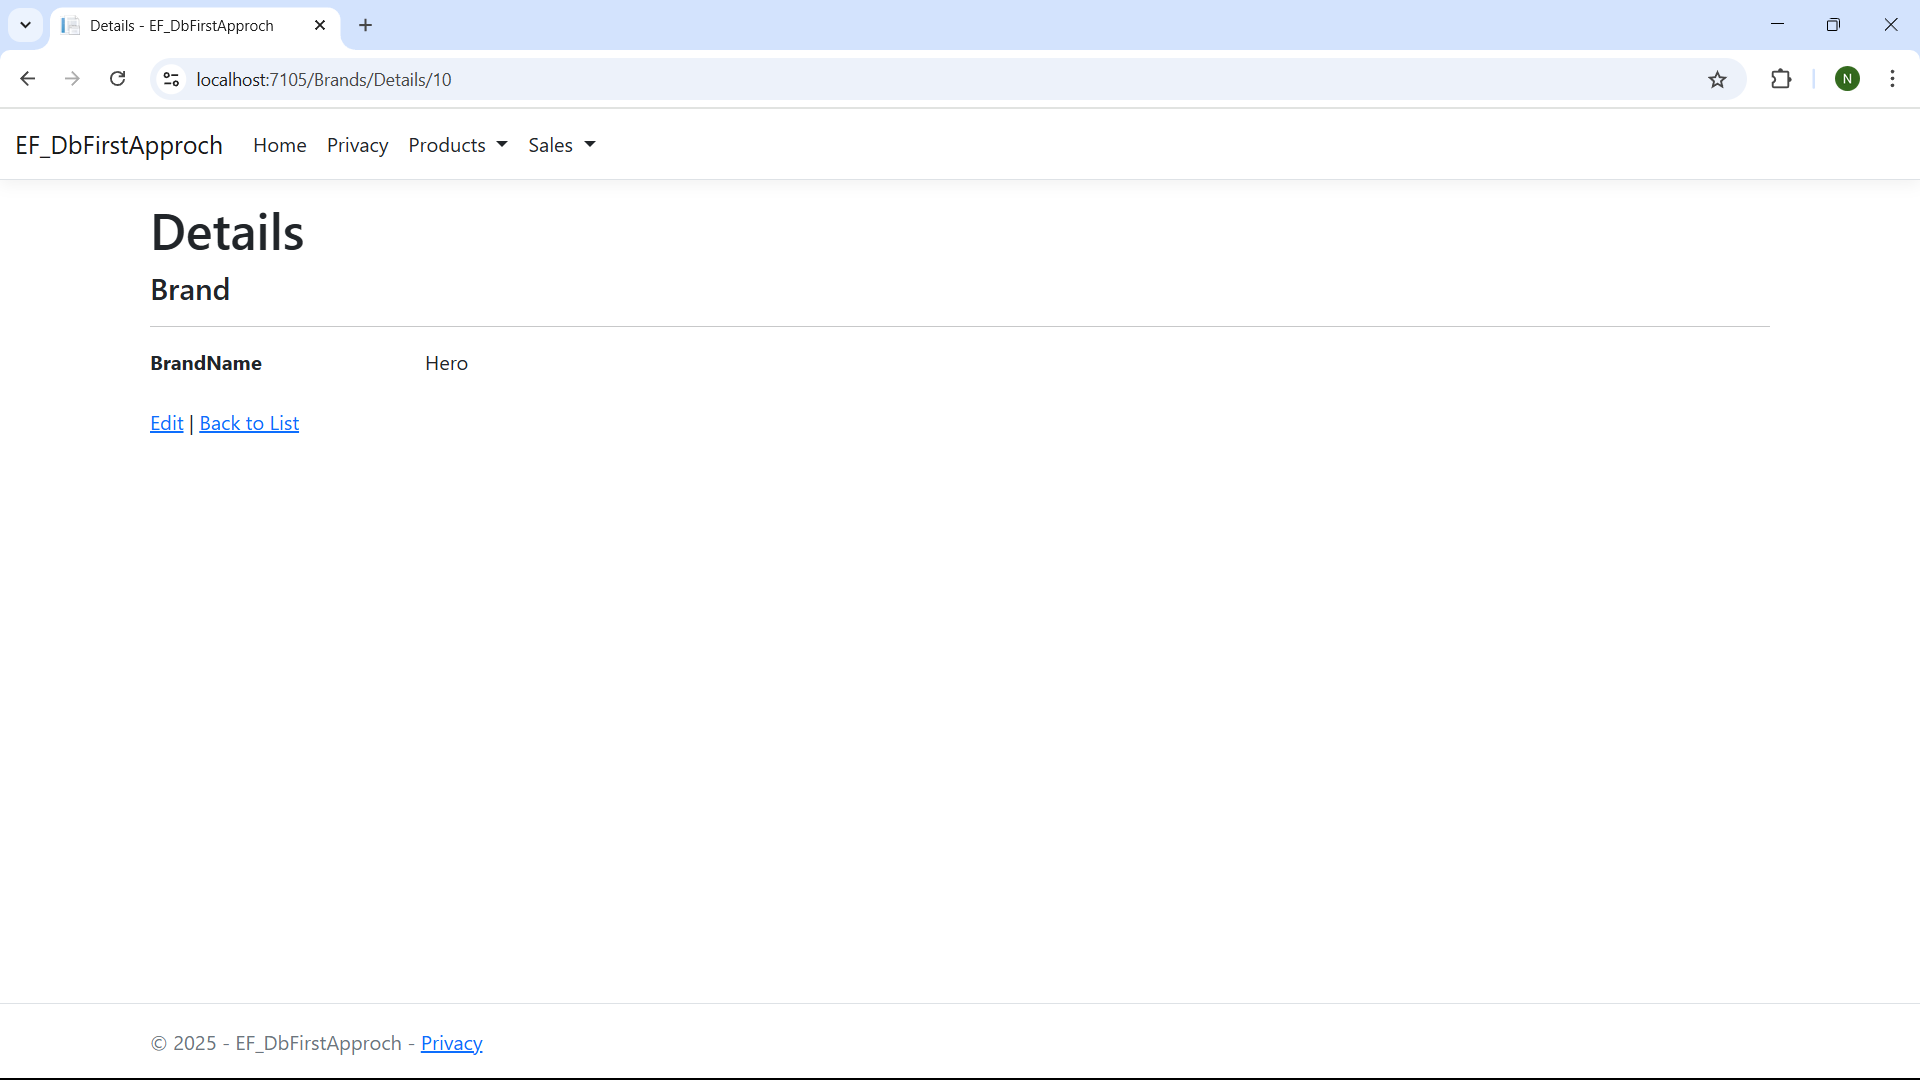 Details - EF_DbFirstApproch
localhost:7105/Brands/Details/10
N
EF_DbFirstApproch Home Privacy Products Sales
Details
Brand
BrandName Hero
Edit | Back to List
© 2025 - EF_DbFirstApproch - Privacy